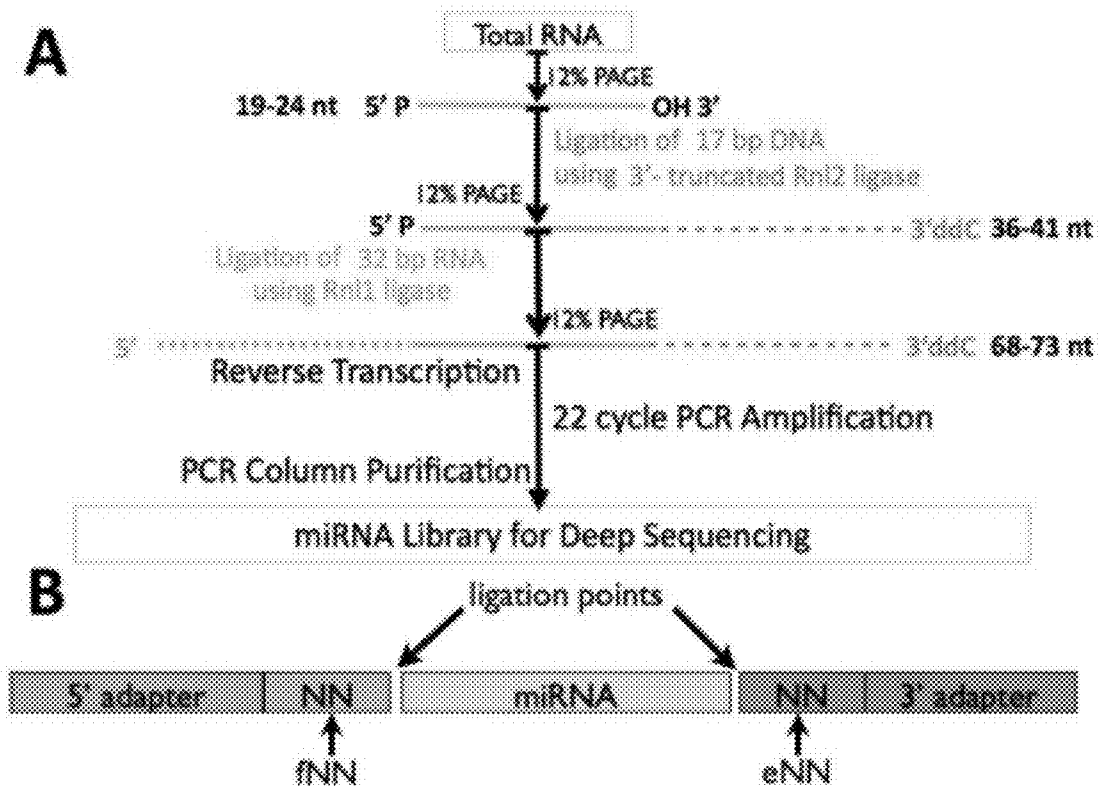 A
Total RNA
12% PAGE
19-24 nt 5' P OH 3'
Ligation of 17 bp DNA
using 3'- truncated Rnl2 ligase
12% PAGE
5' P 3'ddC 36-41 nt
Ligation of 32 bp RNA
using Rnl1 ligase
12% PAGE
5' 3'ddC 68-73 nt
Reverse Transcription
22 cycle PCR Amplification
PCR Column Purification
miRNA Library for Deep Sequencing
B
ligation points
5' adapter NN miRNA NN 3' adapter
fNN eNN